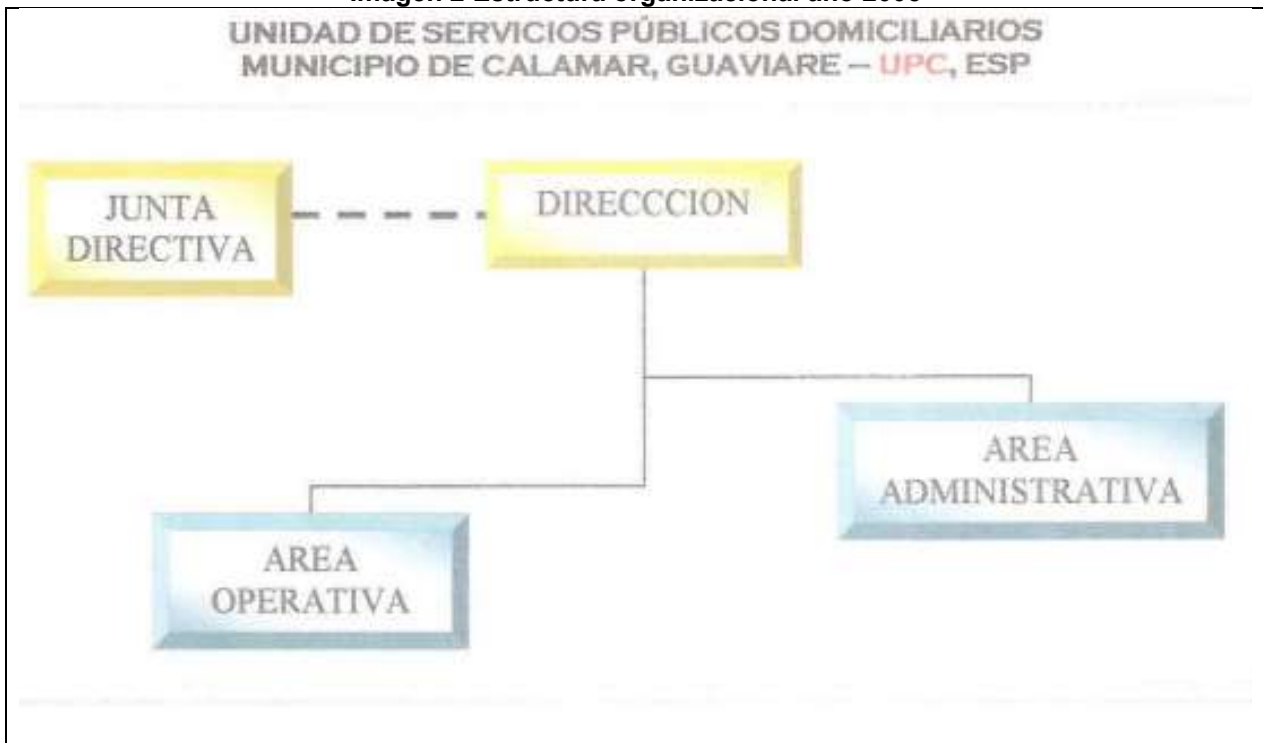 UNIDAD DE SERVICIOS PÚBLICOS DOMICILIARIOS
MUNICIPIO DE CALAMAR, GUAVIARE – UPC, ESP
JUNTA
DIRECTIVA
DIRECCCION
AREA
ADMINISTRATIVA
AREA
OPERATIVA